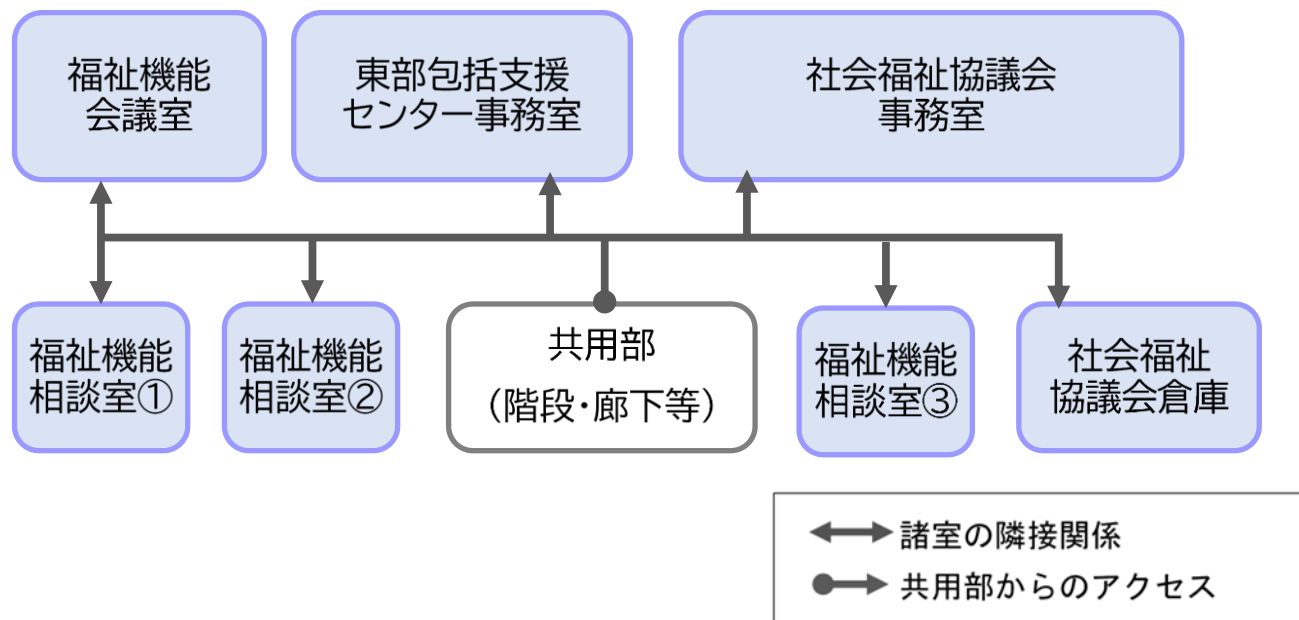 福祉機能
会議室
東部包括支援
センター事務室
社会福祉協議会
事務室
福祉機能
相談室①
福祉機能
相談室②
共用部
（階段・廊下等）
福祉機能
相談室③
社会福祉
協議会倉庫
諸室の隣接関係
共用部からのアクセス